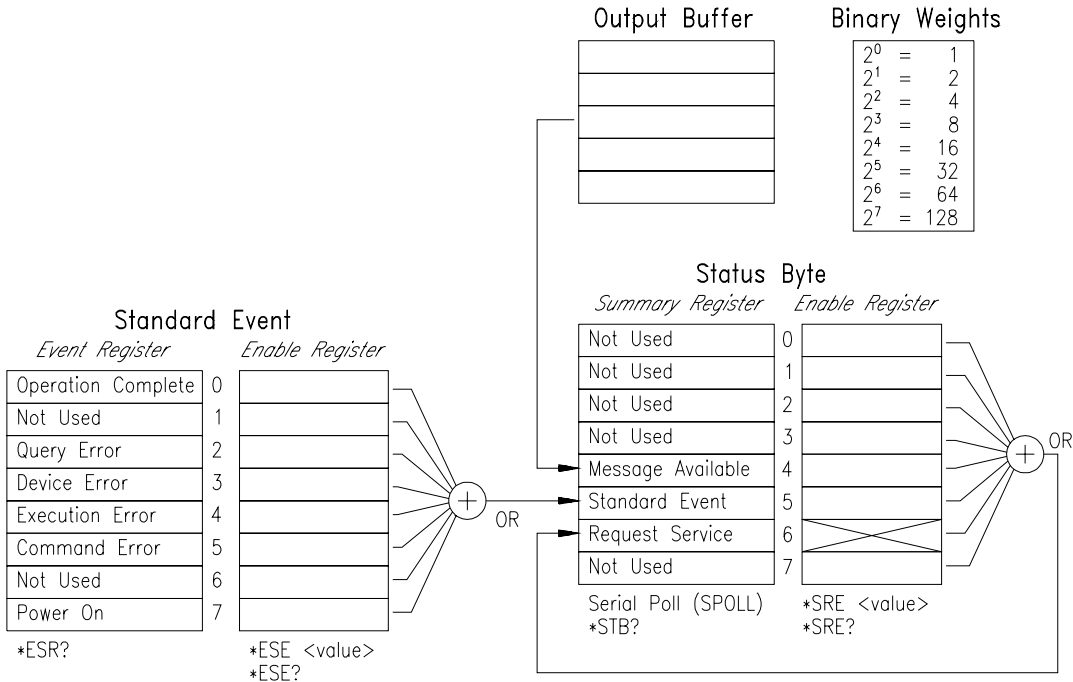 Output Buffer
Binary Weights
2⁰ = 1
2¹ = 2
2² = 4
2³ = 8
2⁴ = 16
2⁵ = 32
2⁶ = 64
2⁷ = 128
Status Byte
Summary Register
Enable Register
Not Used 0
Not Used 1
Not Used 2
Not Used 3
Message Available 4
Standard Event 5
Request Service 6
Not Used 7
OR
Serial Poll (SPOLL)
*STB?
*SRE <value>
*SRE?
Standard Event
Event Register
Enable Register
Operation Complete 0
Not Used 1
Query Error 2
Device Error 3
Execution Error 4
Command Error 5
Not Used 6
Power On 7
+
OR
+
*ESR?
*ESE <value>
*ESE?